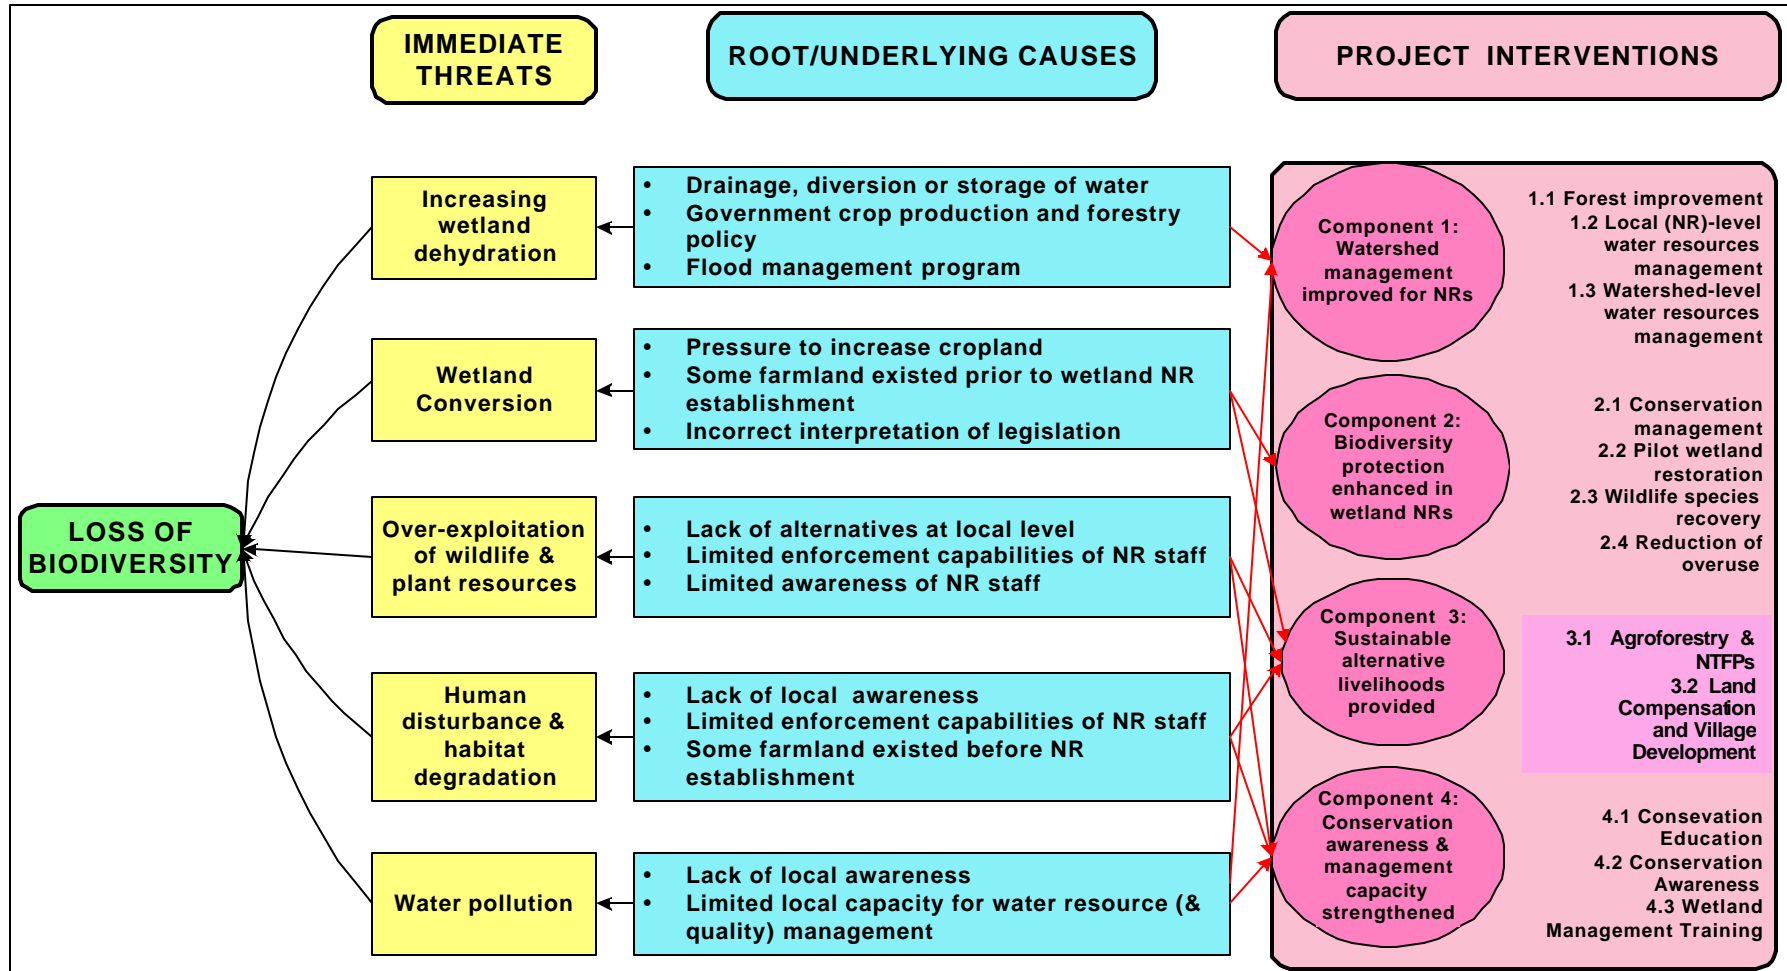 IMMEDIATE
THREATS
ROOT/UNDERLYING CAUSES
PROJECT INTERVENTIONS
LOSS OF
BIODIVERSITY
Increasing
wetland
dehydration
• Drainage, diversion or storage of water
• Government crop production and forestry
policy
• Flood management program
Wetland
Conversion
• Pressure to increase cropland
• Some farmland existed prior to wetland NR
establishment
• Incorrect interpretation of legislation
Over-exploitation
of wildlife &
plant resources
• Lack of alternatives at local level
• Limited enforcement capabilities of NR staff
• Limited awareness of NR staff
Human
disturbance &
habitat
degradation
• Lack of local awareness
• Limited enforcement capabilities of NR staff
• Some farmland existed before NR
establishment
Water pollution
• Lack of local awareness
• Limited local capacity for water resource (&
quality) management
Component 1:
Watershed
management
improved for NRs
1.1 Forest improvement
1.2 Local (NR)-level
water resources
management
1.3 Watershed-level
water resources
management
Component 2:
Biodiversity
protection
enhanced in
wetland NRs
2.1 Conservation
management
2.2 Pilot wetland
restoration
2.3 Wildlife species
recovery
2.4 Reduction of
overuse
Component 3:
Sustainable
alternative
livelihoods
provided
3.1 Agroforestry &
NTFPs
3.2 Land
Compensation
and Village
Development
Component 4:
Conservation
awareness &
management
capacity
strengthened
4.1 Consevation
Education
4.2 Conservation
Awareness
4.3 Wetland
Management Training